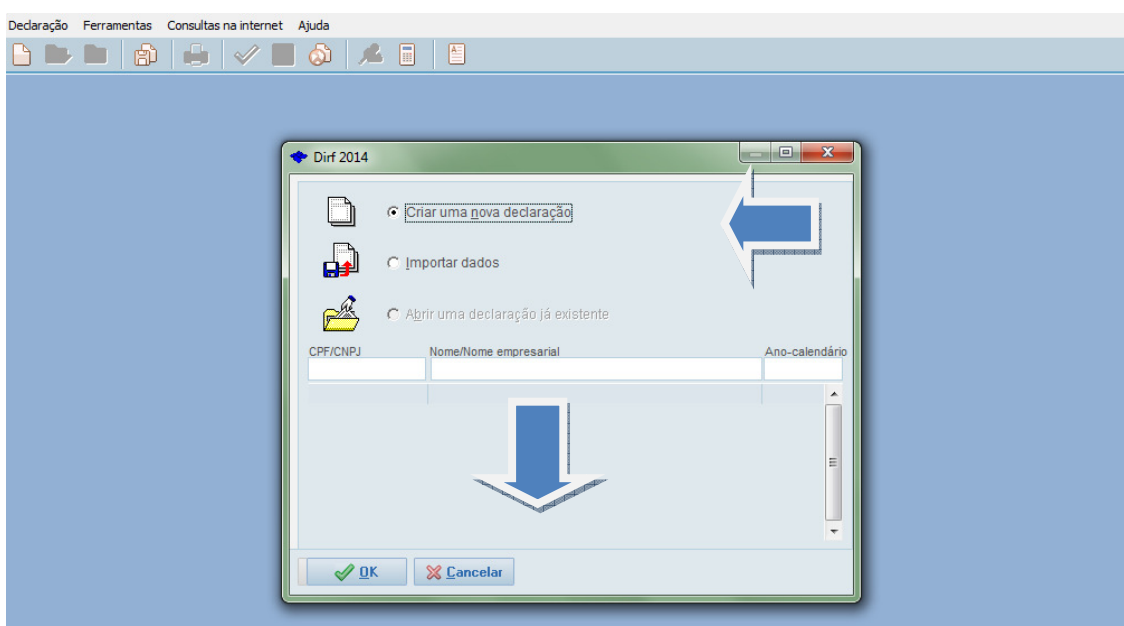 Declaração Ferramentas Consultas na internet Ajuda
Dirf 2014
Criar uma nova declaração
Importar dados
Abrir uma declaração já existente
CPF/CNPJ Nome/Nome empresarial Ano-calendário
OK Cancelar